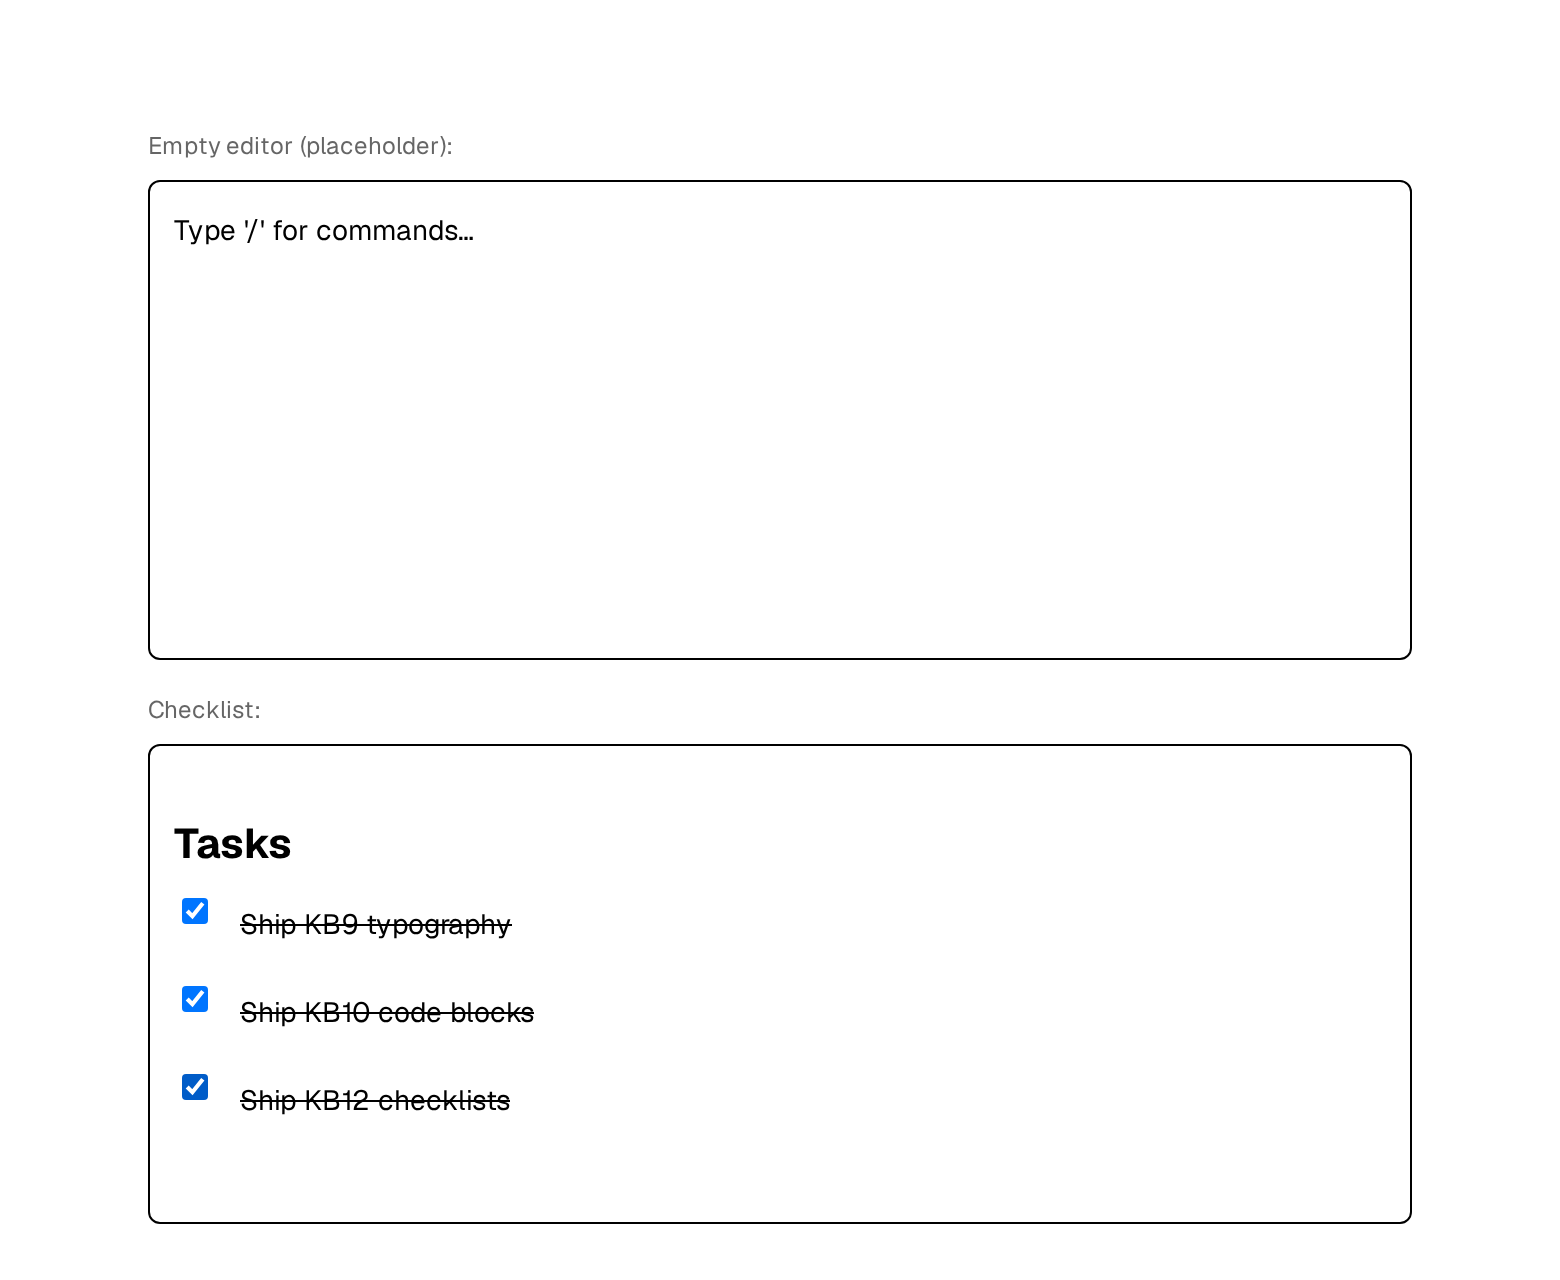 Empty editor (placeholder):
Type '/' for commands…
Checklist:
Tasks
Ship KB9 typography
Ship KB10 code blocks
Ship KB12 checklists